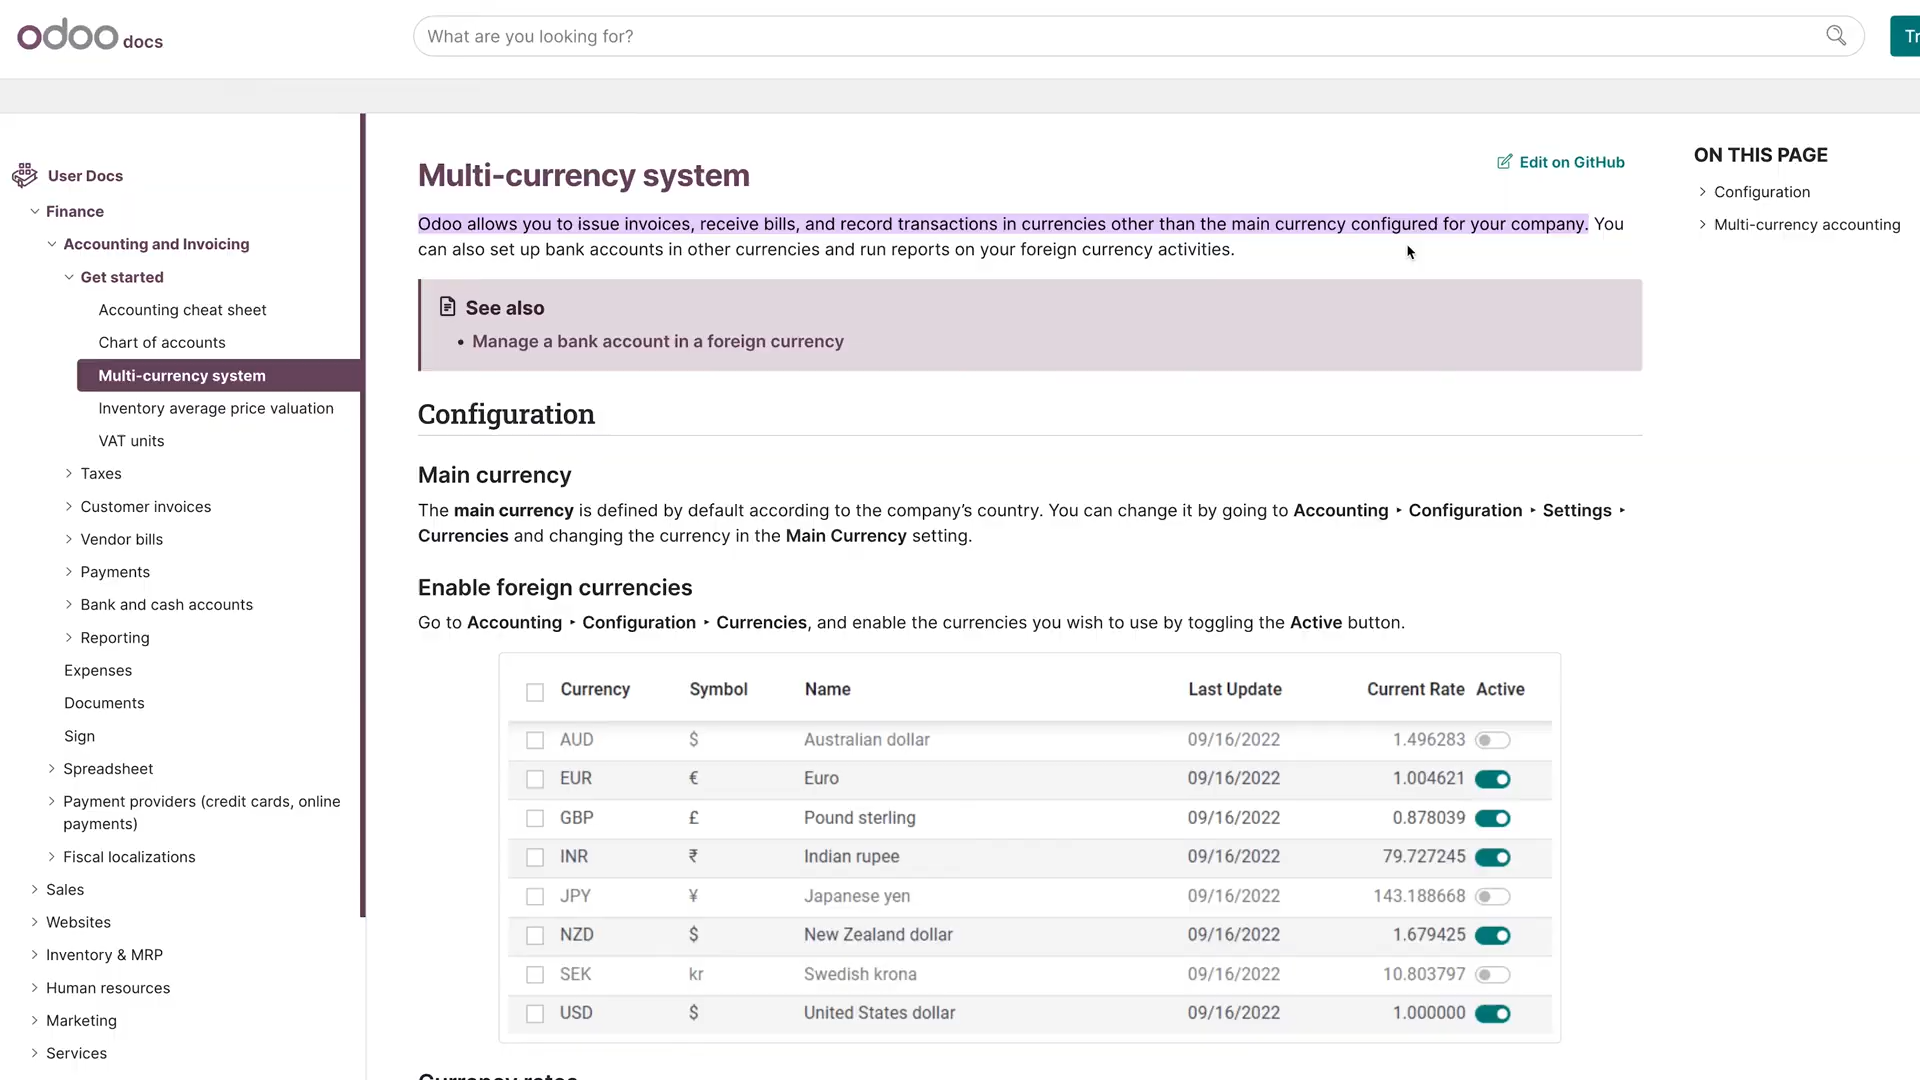 odoo docs
What are you looking for?
Tr
User Docs
Finance
Accounting and Invoicing
Get started
Accounting cheat sheet
Chart of accounts
Multi-currency system
Inventory average price valuation
VAT units
Taxes
Customer invoices
Vendor bills
Payments
Bank and cash accounts
Reporting
Expenses
Documents
Sign
Spreadsheet
Payment providers (credit cards, online
payments)
Fiscal localizations
Sales
Websites
Inventory & MRP
Human resources
Marketing
Services
Multi-currency system
Edit on GitHub
Odoo allows you to issue invoices, receive bills, and record transactions in currencies other than the main currency configured for your company. You
can also set up bank accounts in other currencies and run reports on your foreign currency activities.
See also
• Manage a bank account in a foreign currency
Configuration
Main currency
The main currency is defined by default according to the company’s country. You can change it by going to Accounting ‣ Configuration ‣ Settings ‣
Currencies and changing the currency in the Main Currency setting.
Enable foreign currencies
Go to Accounting ‣ Configuration ‣ Currencies, and enable the currencies you wish to use by toggling the Active button.
Currency Symbol Name Last Update Current Rate Active
AUD $ Australian dollar 09/16/2022 1.496283
EUR € Euro 09/16/2022 1.004621
GBP £ Pound sterling 09/16/2022 0.878039
INR ₹ Indian rupee 09/16/2022 79.727245
JPY ¥ Japanese yen 09/16/2022 143.188668
NZD $ New Zealand dollar 09/16/2022 1.679425
SEK kr Swedish krona 09/16/2022 10.803797
USD $ United States dollar 09/16/2022 1.000000
Currency rates
ON THIS PAGE
Configuration
Multi-currency accounting